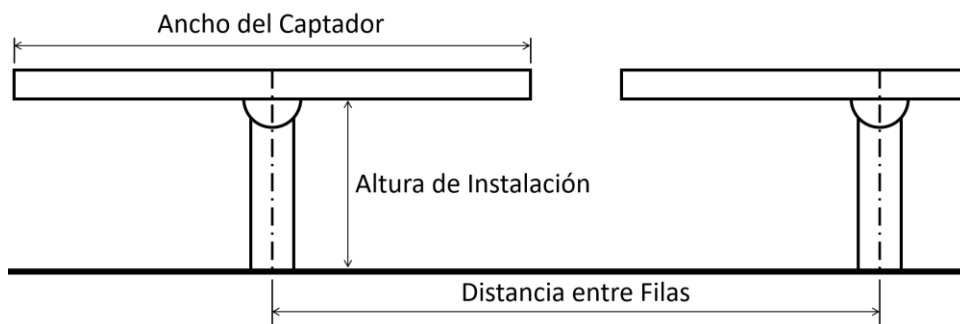 Ancho del Captador
Altura de Instalación
Distancia entre Filas